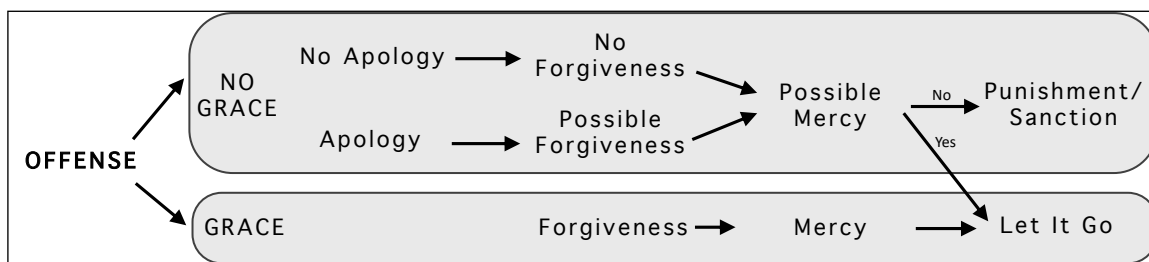 No Apology
No
Forgiveness
NO
GRACE
Possible
Mercy
No
Punishment/
Sanction
Apology
Possible
Forgiveness
Yes
OFFENSE
GRACE
Forgiveness
Mercy
Let It Go